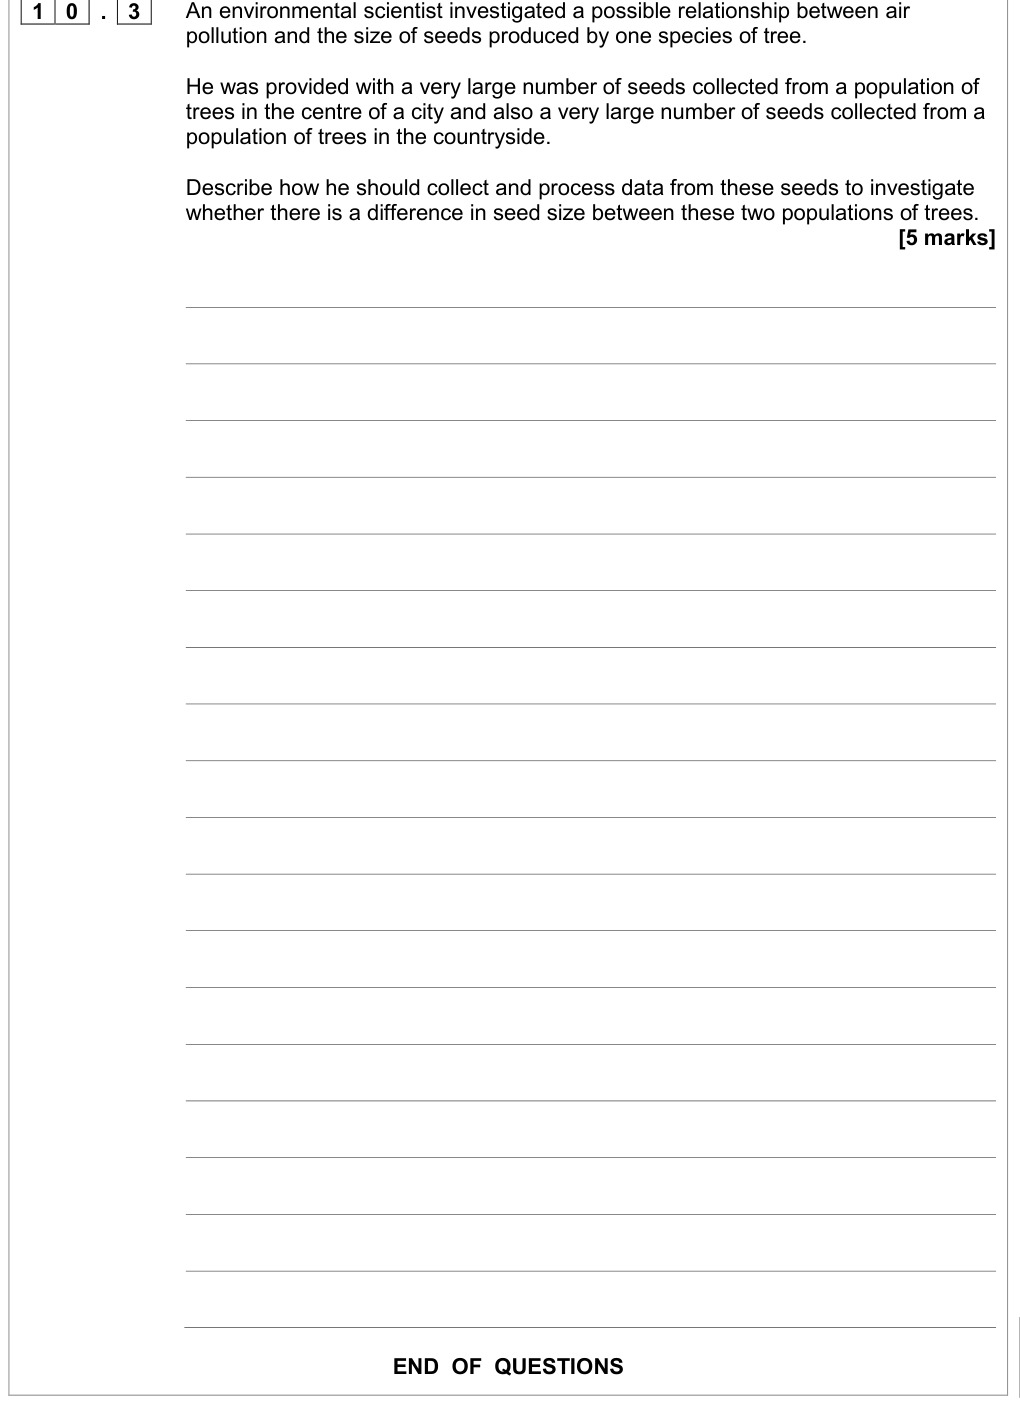 10.3 An environmental scientist investigated a possible relationship between air
pollution and the size of seeds produced by one species of tree.
He was provided with a very large number of seeds collected from a population of
trees in the centre of a city and also a very large number of seeds collected from a
population of trees in the countryside.
Describe how he should collect and process data from these seeds to investigate
whether there is a difference in seed size between these two populations of trees.
[5 marks]
END OF QUESTIONS